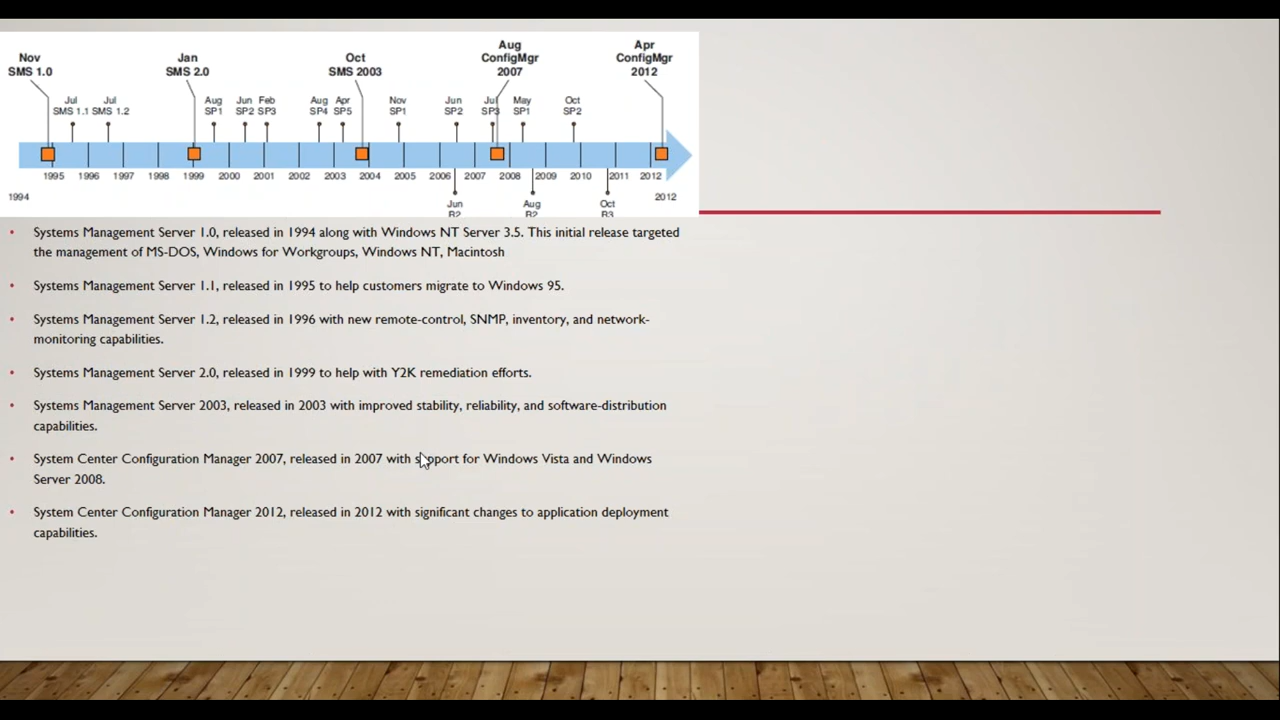 Nov
SMS 1.0
Jan
SMS 2.0
Oct
SMS 2003
Aug
ConfigMgr
2007
Apr
ConfigMgr
2012
Jul
SMS 1.1
Jul
SMS 1.2
Aug
SP1
Jun
SP2
Feb
SP3
Aug
SP4
Apr
SP5
Nov
SP1
Jun
SP2
Jul
SP3
May
SP1
Oct
SP2
1995 1996 1997 1998 1999 2000 2001 2002 2003 2004 2005 2006 2007 2008 2009 2010 2011 2012
1994
2012
Jun
R2
Aug
R2
Oct
R3
• Systems Management Server 1.0, released in 1994 along with Windows NT Server 3.5. This initial release targeted
the management of MS-DOS, Windows for Workgroups, Windows NT, Macintosh
• Systems Management Server 1.1, released in 1995 to help customers migrate to Windows 95.
• Systems Management Server 1.2, released in 1996 with new remote-control, SNMP, inventory, and network-
monitoring capabilities.
• Systems Management Server 2.0, released in 1999 to help with Y2K remediation efforts.
• Systems Management Server 2003, released in 2003 with improved stability, reliability, and software-distribution
capabilities.
• System Center Configuration Manager 2007, released in 2007 with support for Windows Vista and Windows
Server 2008.
• System Center Configuration Manager 2012, released in 2012 with significant changes to application deployment
capabilities.